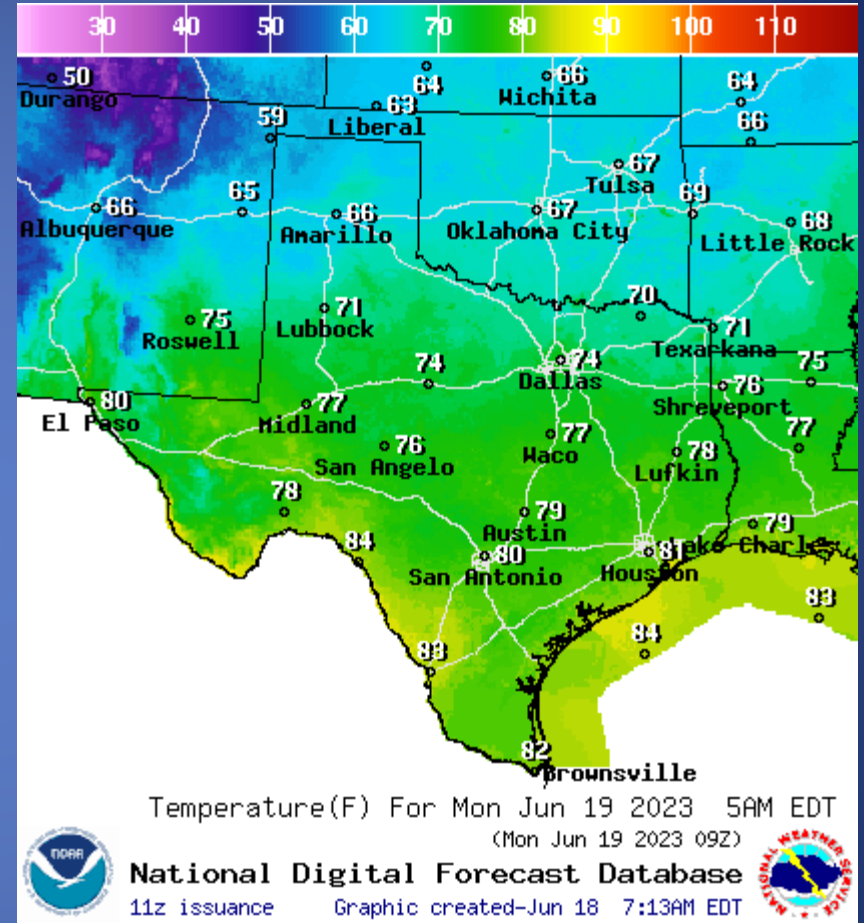 30 40 50 60 70 80 90 100 110
50
Durango
64
66
Wichita
63
Liberal
64
59
66
67
Tulsa
66
Albuquerque
65
66
Amarillo
67
Oklahoma City
69
68
Little Rock
75
Roswell
71
Lubbock
70
71
Texarkana
74
74
Dallas
75
76
Shreveport
80
El Paso
77
Midland
76
San Angelo
77
Waco
78
Lufkin
77
78
79
Austin
79
Lake Charles
84
80
San Antonio
81
Houston
83
84
83
82
Brownsville
Temperature(F) For Mon Jun 19 2023 5AM EDT
(Mon Jun 19 2023 09Z)
NOAA
National Digital Forecast Database
NATIONAL WEATHER SERVICE
11z issuance Graphic created-Jun 18 7:13AM EDT